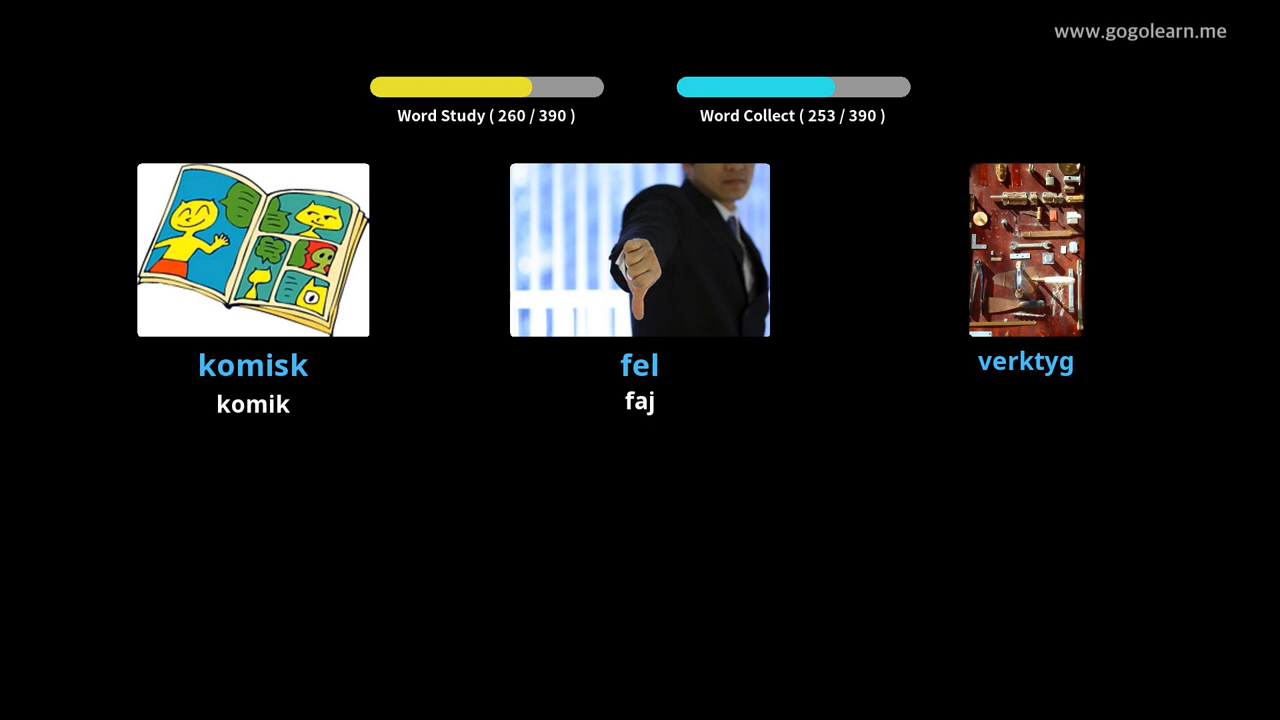 www.gogolearn.me
Word Study ( 260 / 390 )
Word Collect ( 253 / 390 )
komisk
fel
verktyg
komik
faj